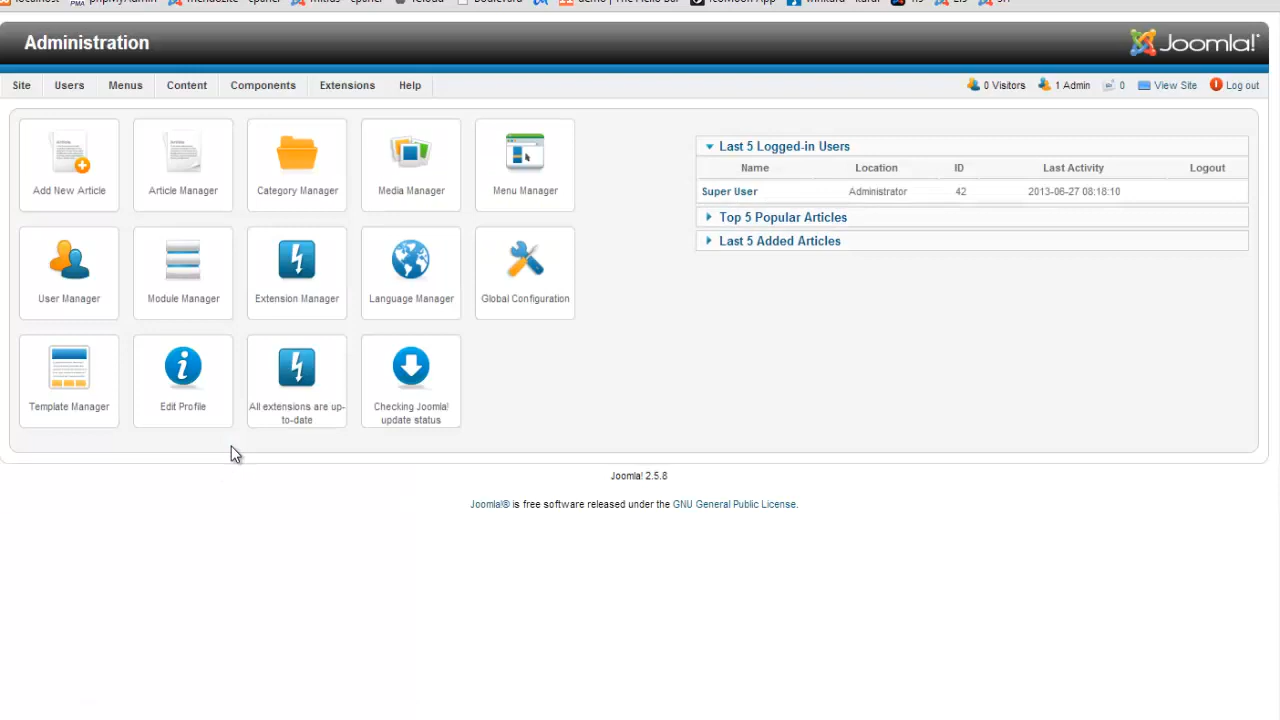 Administration
Joomla!
Site Users Menus Content Components Extensions Help
0 Visitors 1 Admin 0 View Site Log out
Add New Article
Article Manager
Category Manager
Media Manager
Menu Manager
Last 5 Logged-in Users
Name Location ID Last Activity Logout
Super User Administrator 42 2013-06-27 08:18:10
Top 5 Popular Articles
Last 5 Added Articles
User Manager
Module Manager
Extension Manager
Language Manager
Global Configuration
Template Manager
Edit Profile
All extensions are up-
to-date
Checking Joomla!
update status
Joomla! 2.5.8
Joomla!® is free software released under the GNU General Public License.